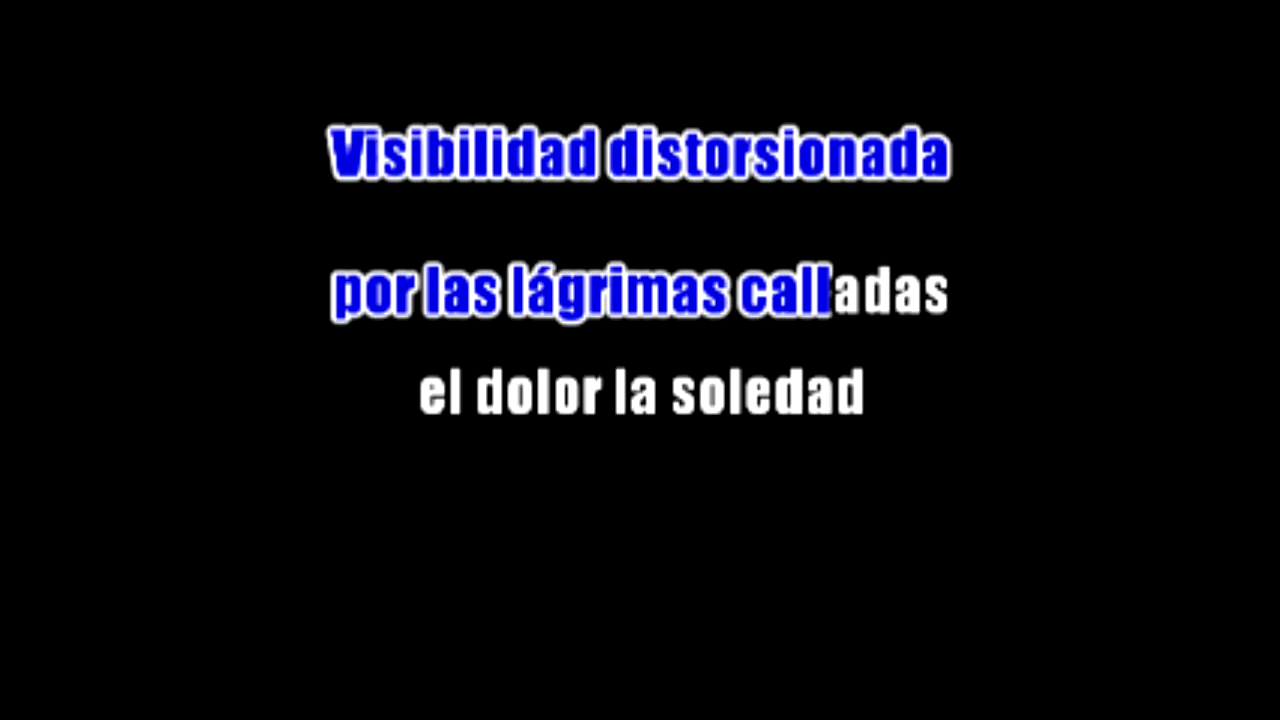 Visibilidad distorsionada
por las lágrimas calladas
el dolor la soledad